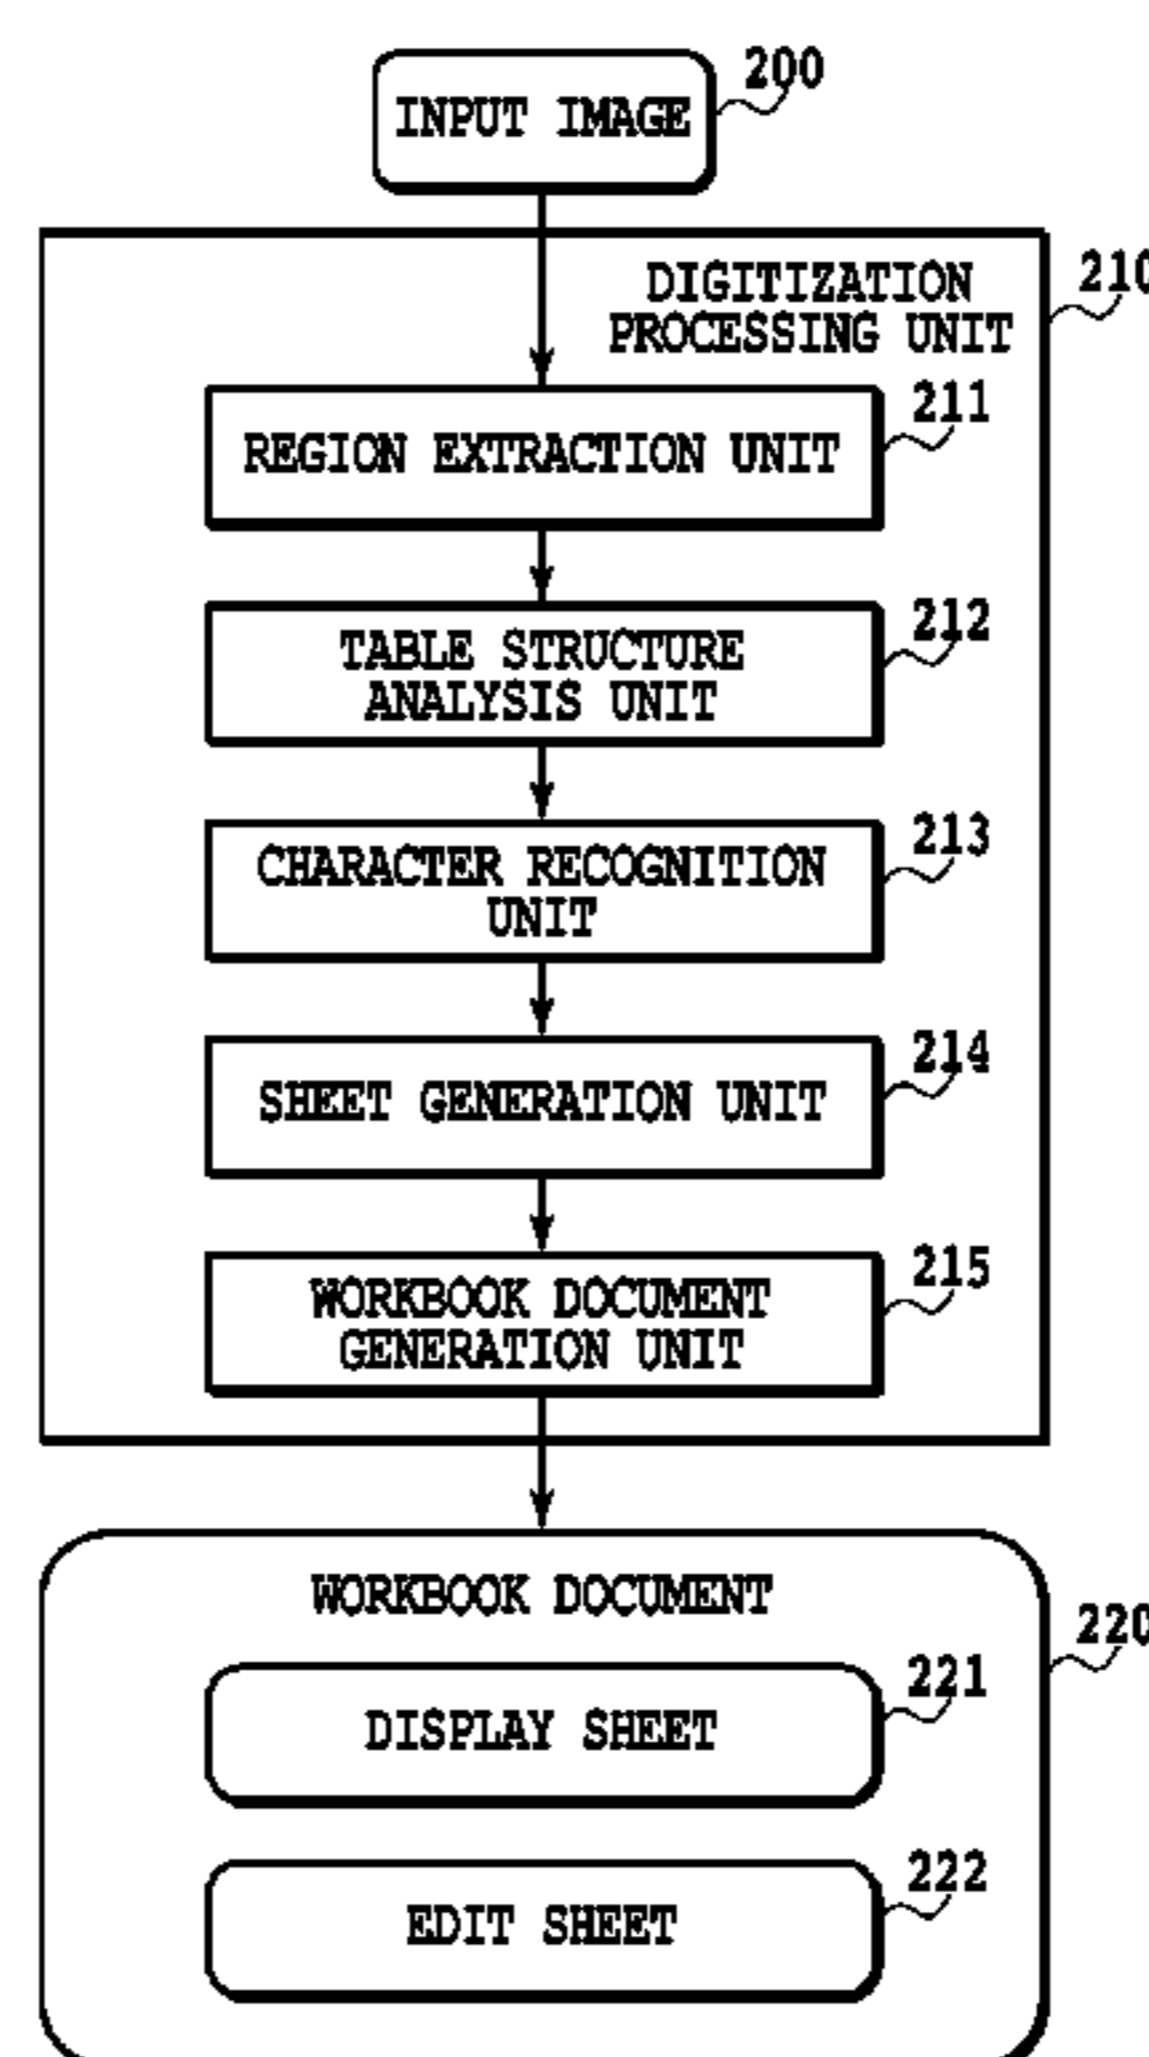 INPUT IMAGE
200
DIGITIZATION
PROCESSING UNIT
210
REGION EXTRACTION UNIT
211
TABLE STRUCTURE
ANALYSIS UNIT
212
CHARACTER RECOGNITION
UNIT
213
SHEET GENERATION UNIT
214
WORKBOOK DOCUMENT
GENERATION UNIT
215
WORKBOOK DOCUMENT
220
DISPLAY SHEET
221
EDIT SHEET
222